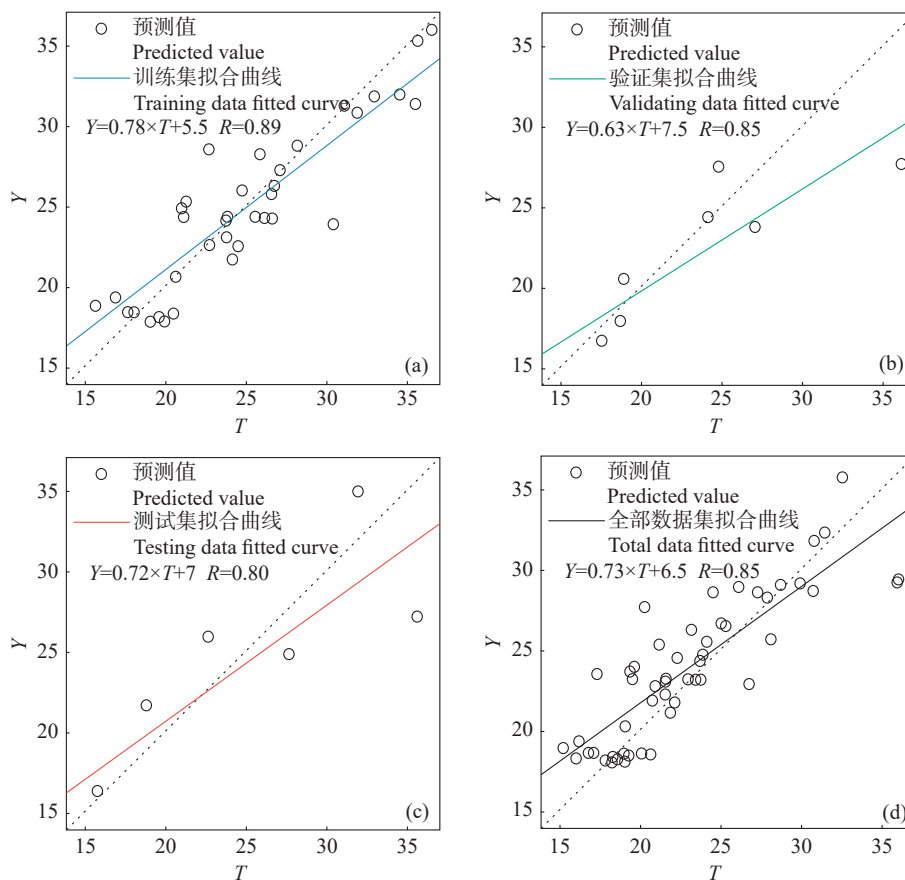 35
30
25
20
15
Y
预测值
Predicted value
训练集拟合曲线
Training data fitted curve
Y=0.78×T+5.5 R=0.89
(a)
15 20 25 30 35
T
35
30
25
20
15
Y
预测值
Predicted value
验证集拟合曲线
Validating data fitted curve
Y=0.63×T+7.5 R=0.85
(b)
15 20 25 30 35
T
35
30
25
20
15
Y
预测值
Predicted value
测试集拟合曲线
Testing data fitted curve
Y=0.72×T+7 R=0.80
(c)
15 20 25 30 35
T
35
30
25
20
15
Y
预测值
Predicted value
全部数据集拟合曲线
Total data fitted curve
Y=0.73×T+6.5 R=0.85
(d)
15 20 25 30 35
T